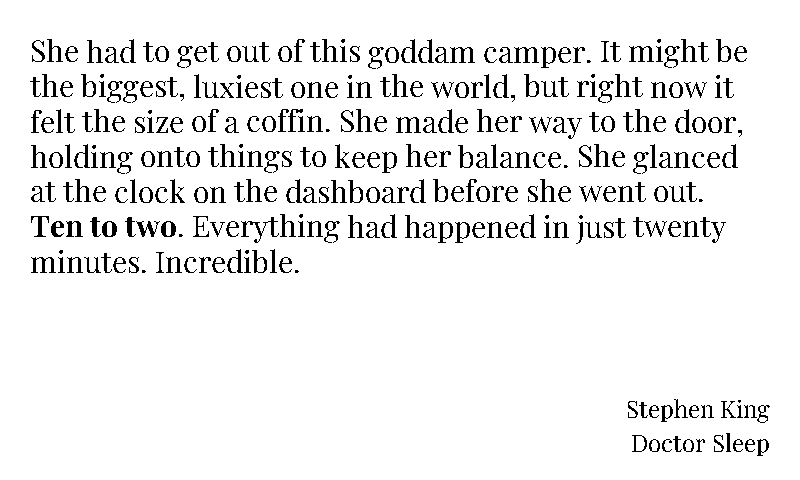 She had to get out of this goddam camper. It might be
the biggest, luxiest one in the world, but right now it
felt the size of a coffin. She made her way to the door,
holding onto things to keep her balance. She glanced
at the clock on the dashboard before she went out.
Ten to two. Everything had happened in just twenty
minutes. Incredible.
Stephen King
Doctor Sleep